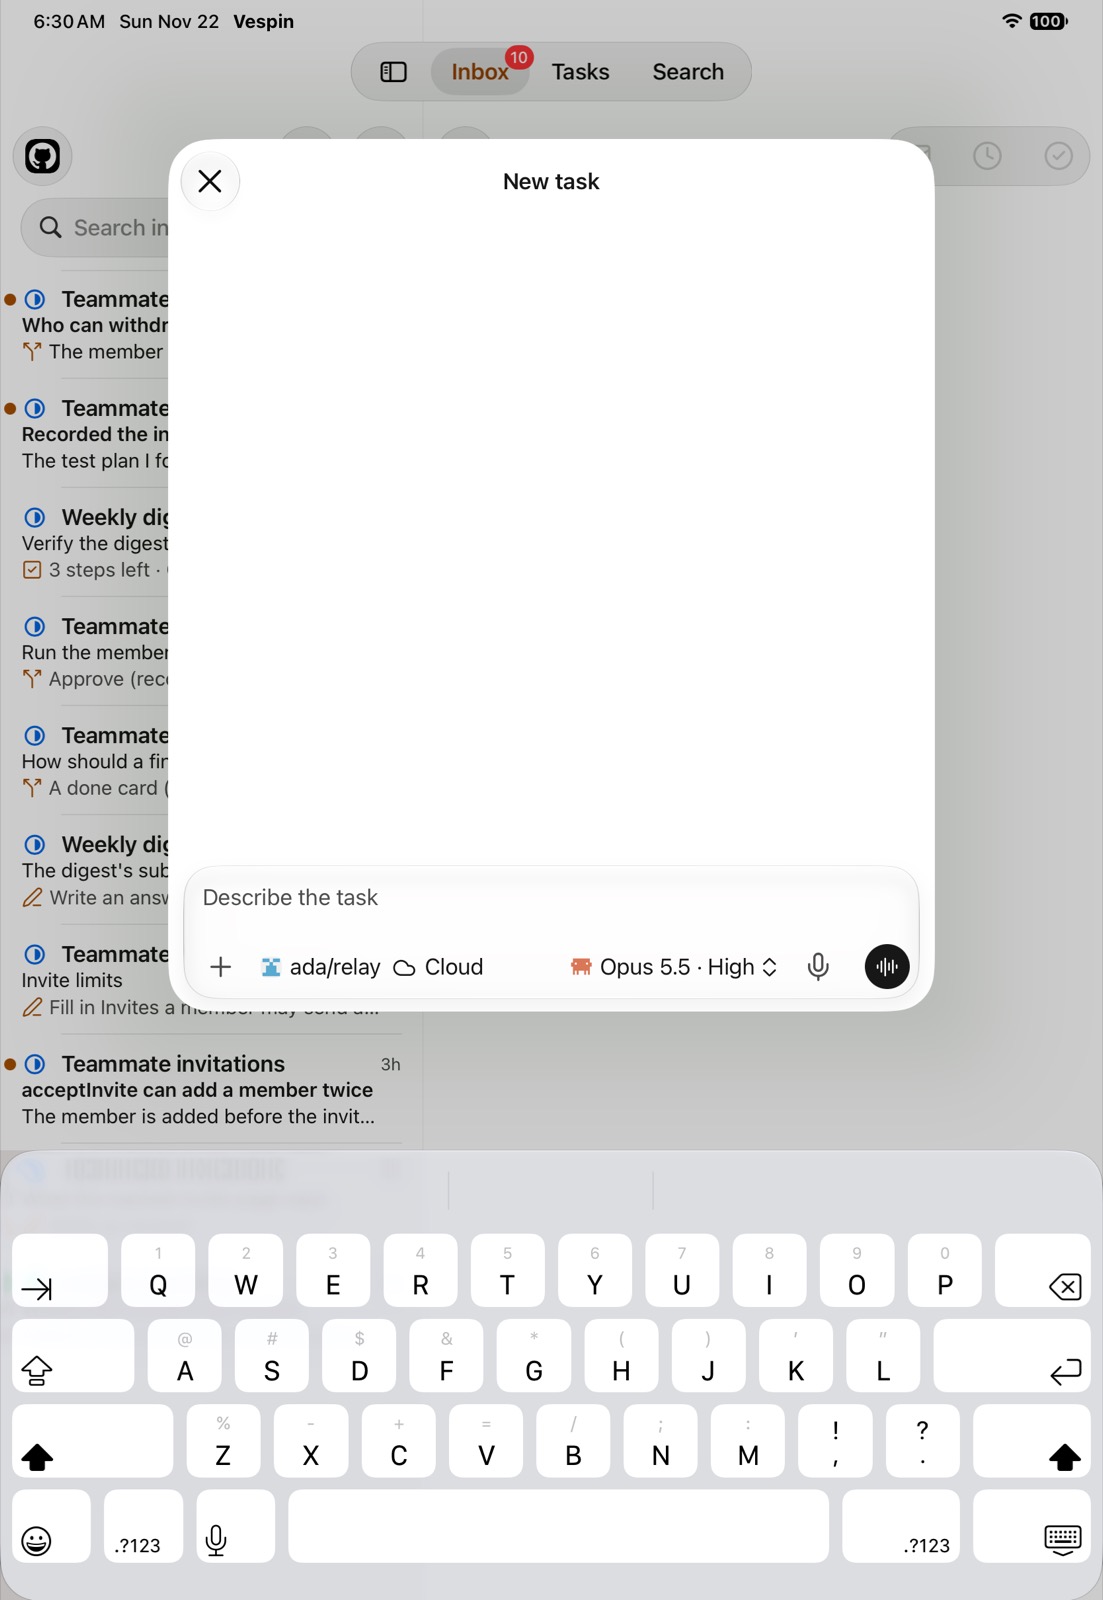 6:30 AM Sun Nov 22 Vespin
100
Inbox 10 Tasks Search
New task
Search in
Teammate
Who can withdr
The member
Teammate
Recorded the in
The test plan I fo
Weekly dig
Verify the digest
3 steps left ·
Teammate
Run the member
Approve (rec
Teammate
How should a fin
A done card (
Weekly dig
The digest's sub
Write an answ
Teammate
Invite limits
Fill in Invites a member may send a...
Teammate invitations 3h
acceptInvite can add a member twice
The member is added before the invit...
Describe the task
ada/relay Cloud Opus 5.5 · High
1 2 3 4 5 6 7 8 9 0
Q W E R T Y U I O P
@ # $ & * ( ) ' "
A S D F G H J K L
% - + = / ; : ! ?
Z X C V B N M , .
.?123 .?123